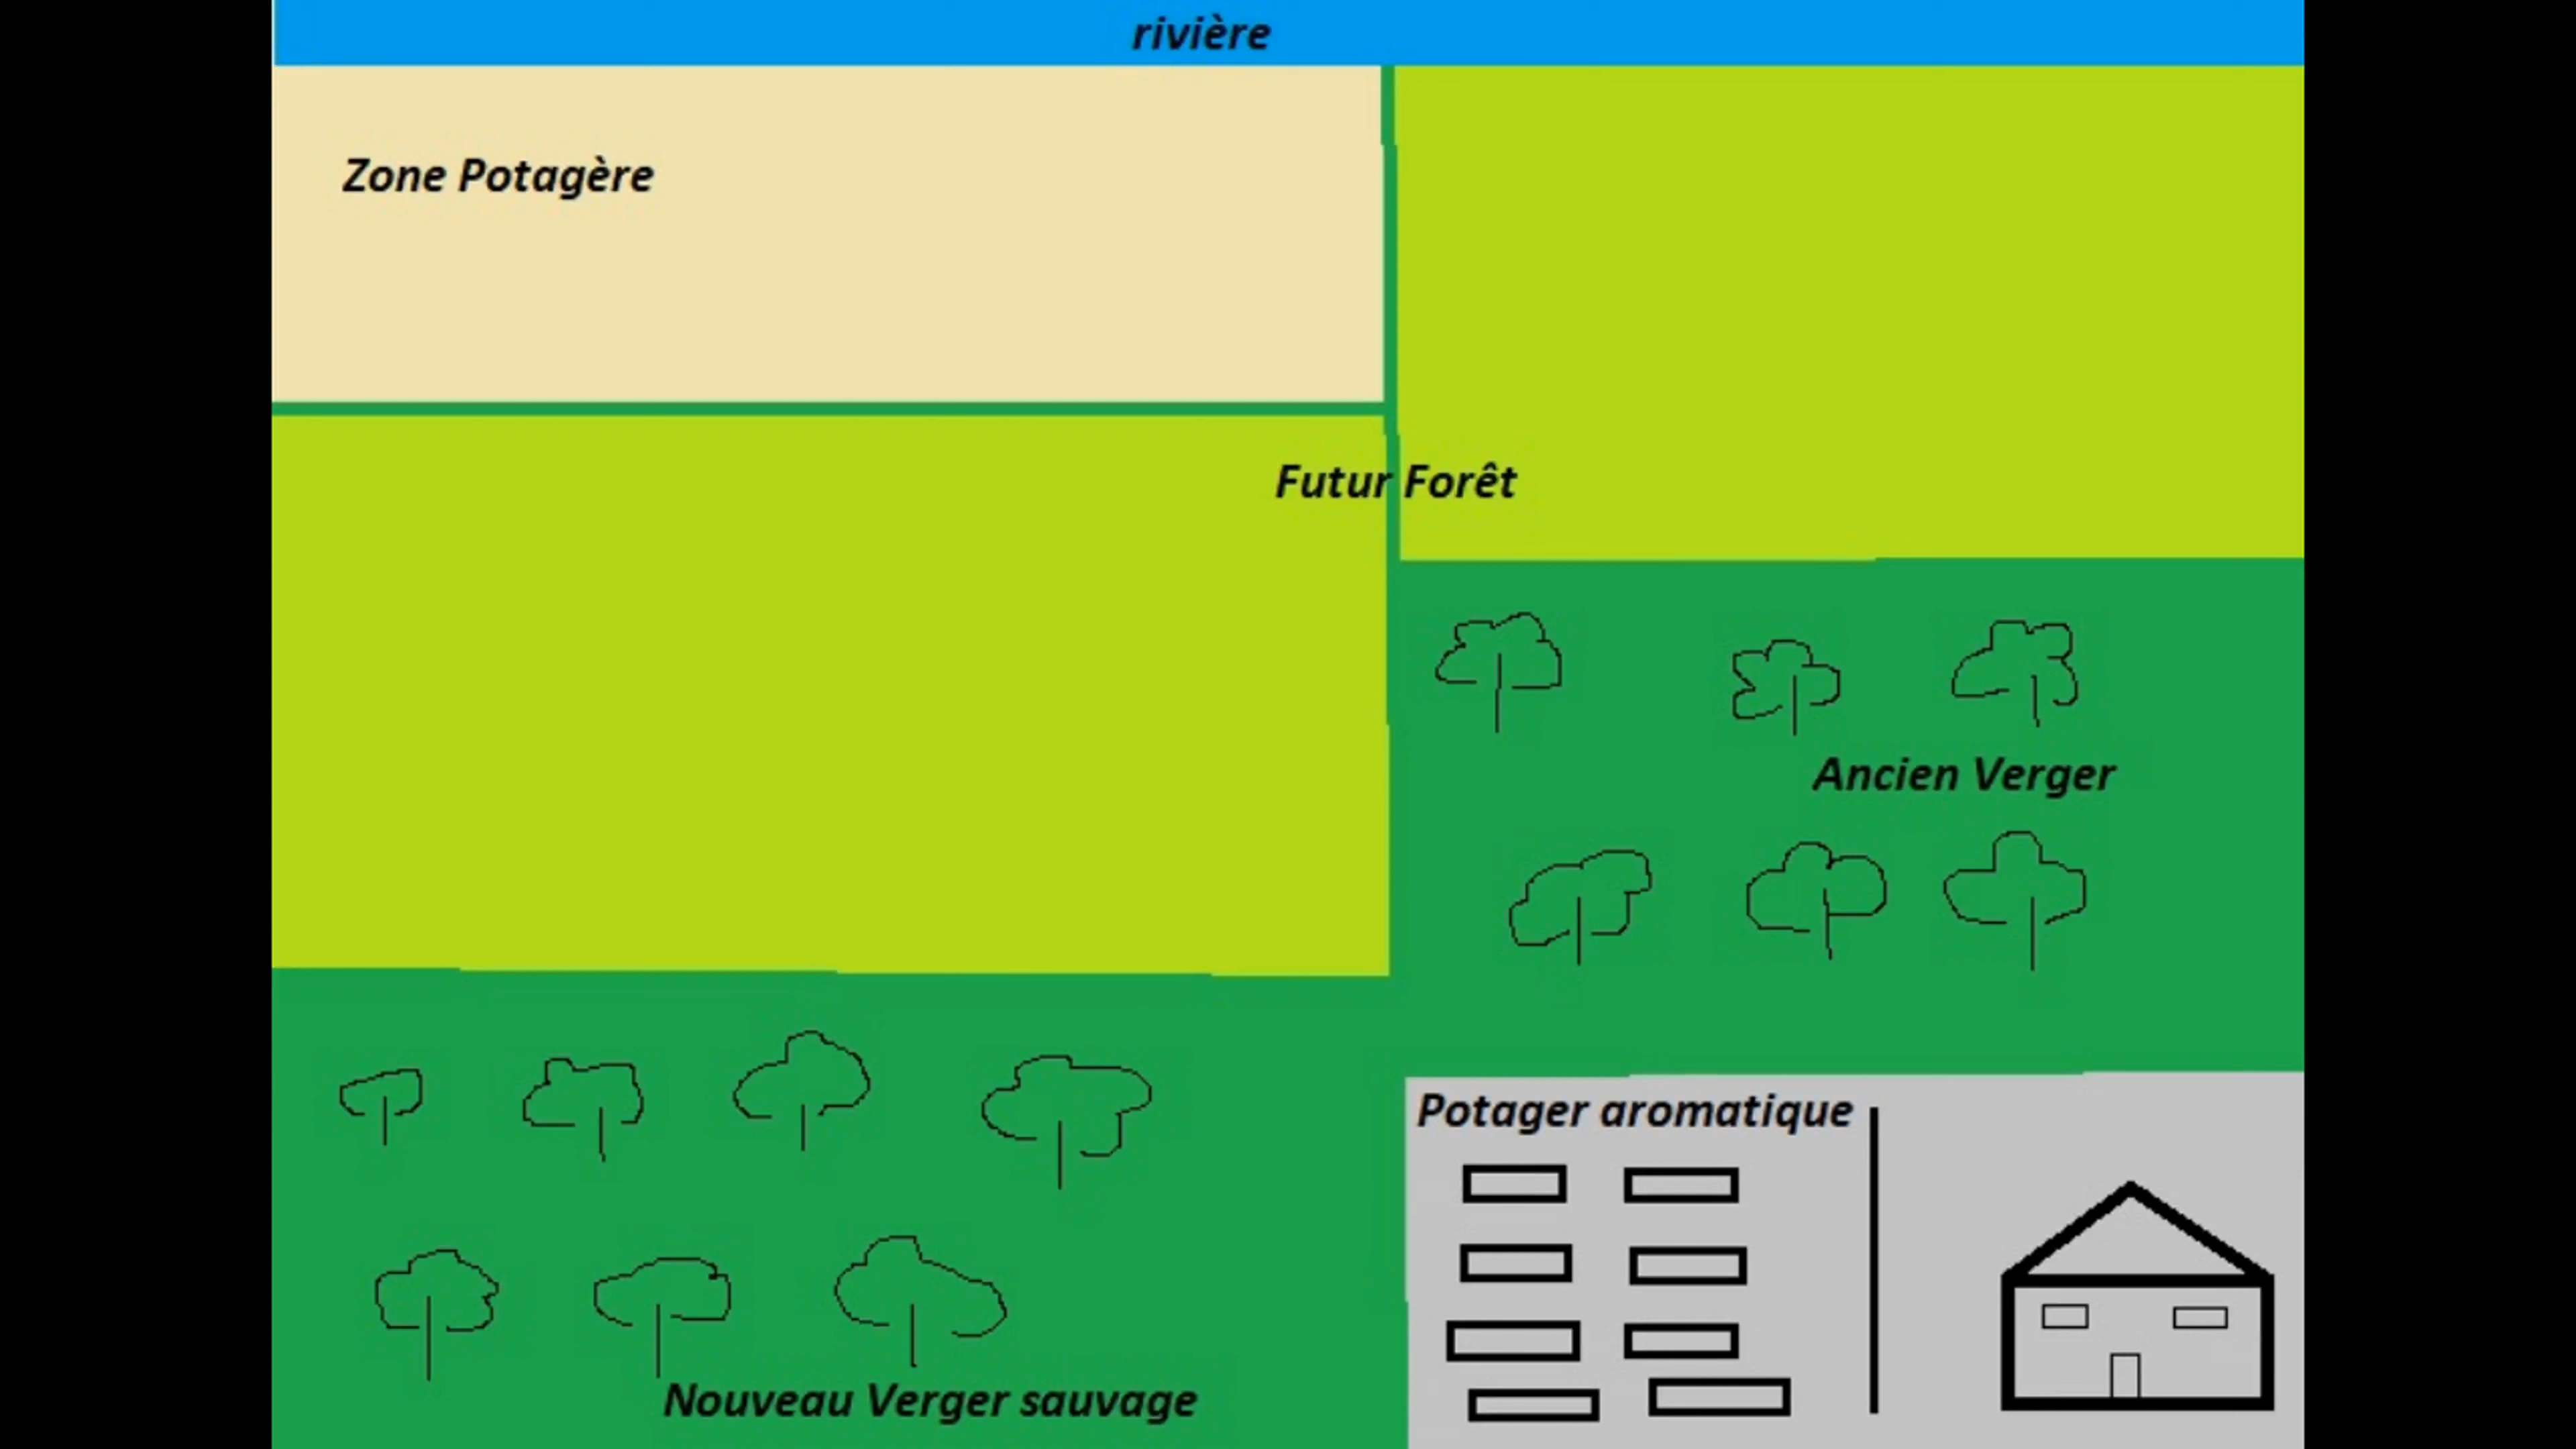 rivière
Zone Potagère
Futur Forêt
Ancien Verger
Potager aromatique
Nouveau Verger sauvage